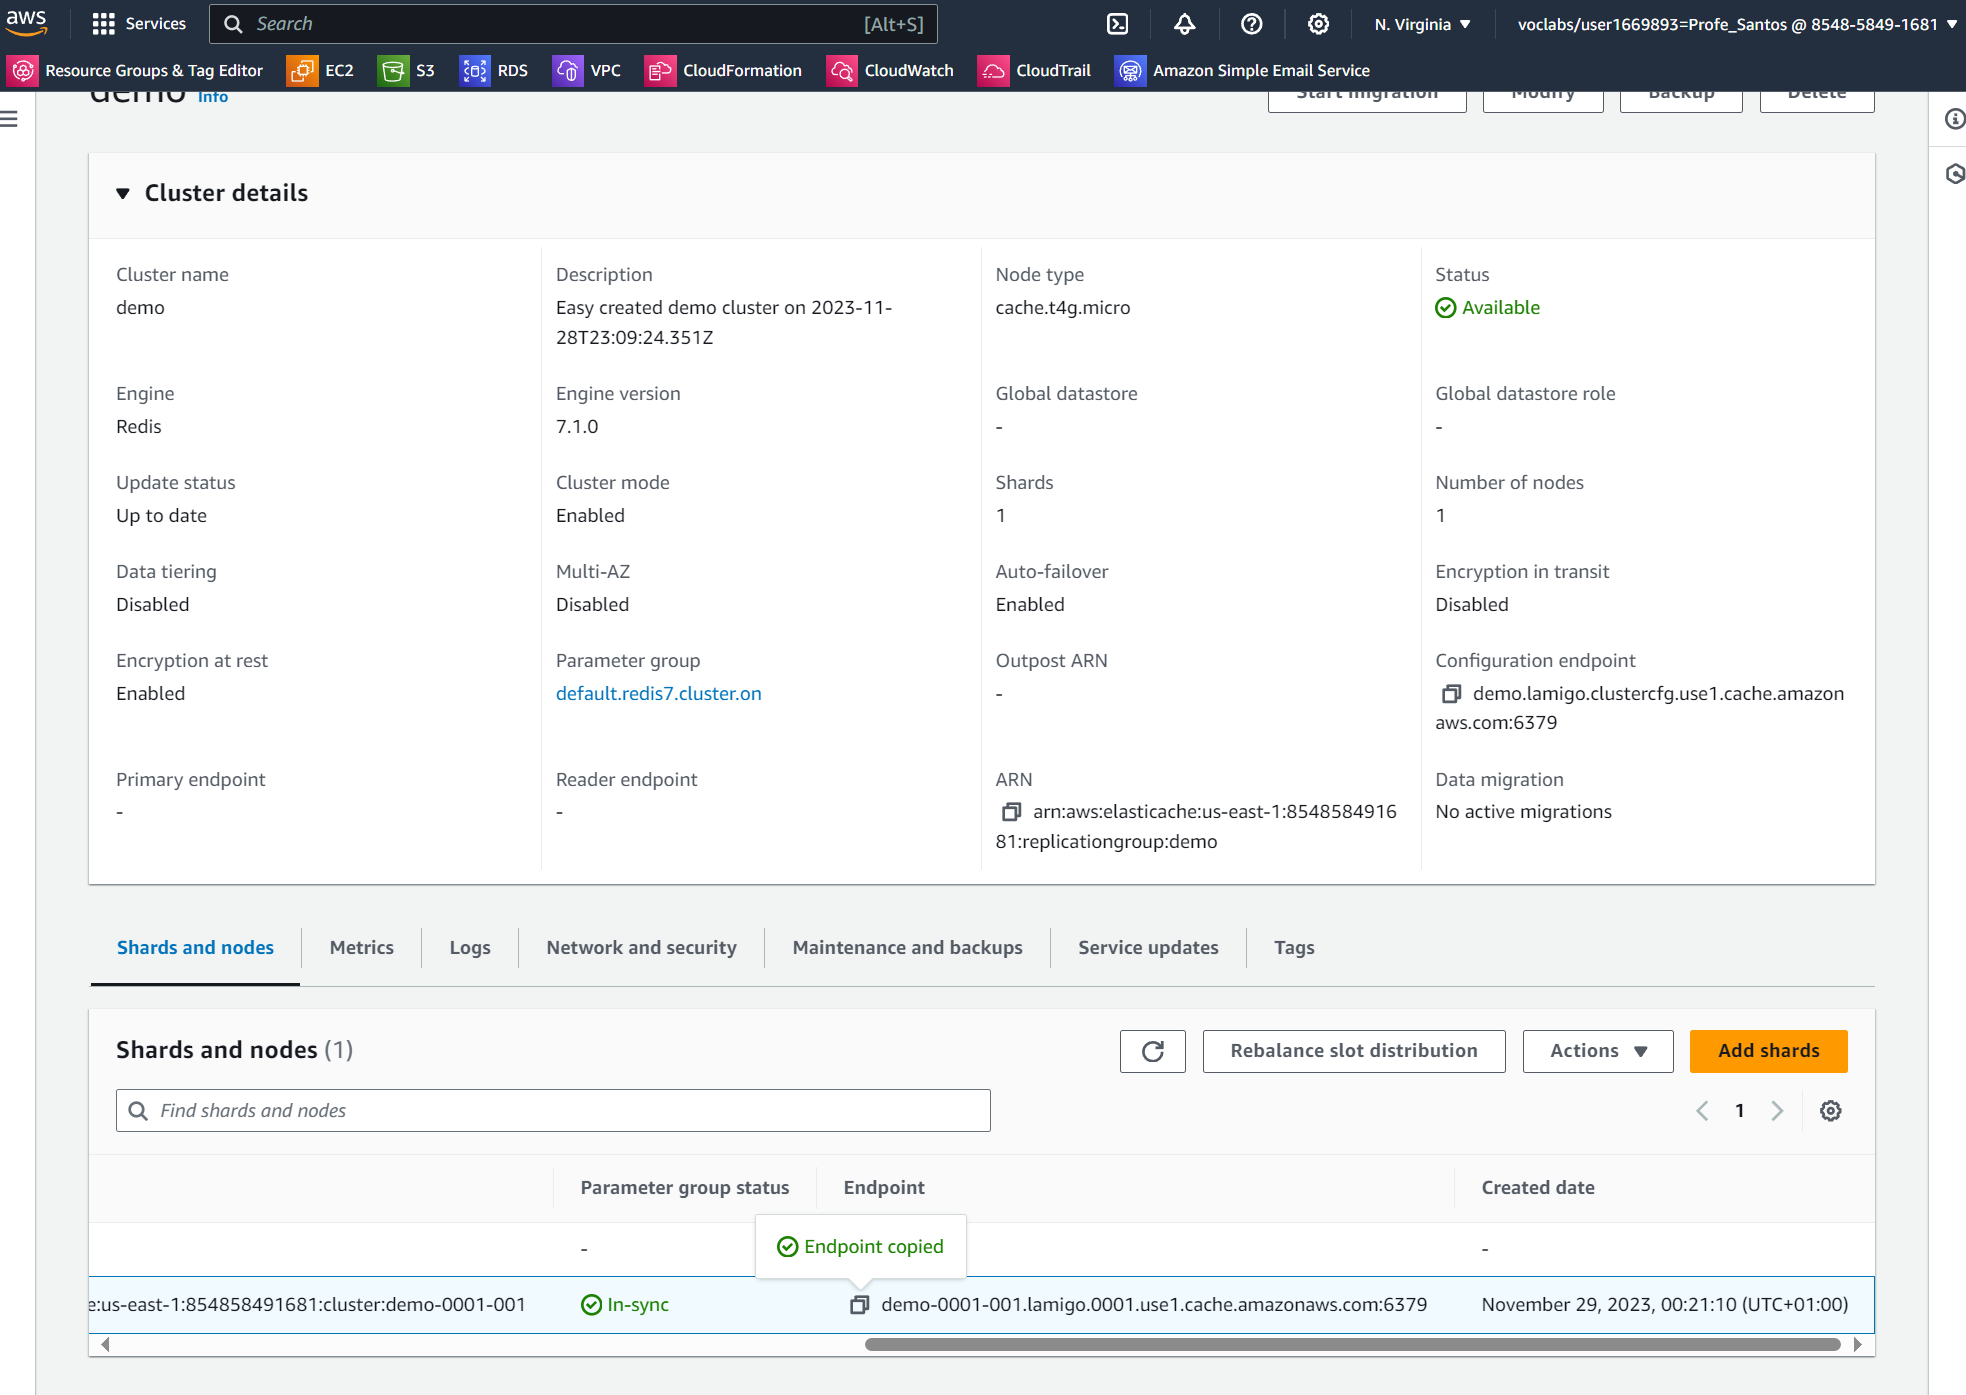 aws
Services
Search
[Alt+S]
N. Virginia
voclabs/user1669893=Profe_Santos @ 8548-5849-1681
Resource Groups & Tag Editor
EC2
S3
RDS
VPC
CloudFormation
CloudWatch
CloudTrail
Amazon Simple Email Service
demo
Info
Start migration
Modify
Backup
Delete
Cluster details
Cluster name
demo
Description
Easy created demo cluster on 2023-11-
28T23:09:24.351Z
Node type
cache.t4g.micro
Status
Available
Engine
Redis
Engine version
7.1.0
Global datastore
-
Global datastore role
-
Update status
Up to date
Cluster mode
Enabled
Shards
1
Number of nodes
1
Data tiering
Disabled
Multi-AZ
Disabled
Auto-failover
Enabled
Encryption in transit
Disabled
Encryption at rest
Enabled
Parameter group
default.redis7.cluster.on
Outpost ARN
-
Configuration endpoint
demo.lamigo.clustercfg.use1.cache.amazon
aws.com:6379
Primary endpoint
-
Reader endpoint
-
ARN
arn:aws:elasticache:us-east-1:8548584916
81:replicationgroup:demo
Data migration
No active migrations
Shards and nodes
Metrics
Logs
Network and security
Maintenance and backups
Service updates
Tags
Shards and nodes (1)
Rebalance slot distribution
Actions
Add shards
Find shards and nodes
1
Parameter group status
Endpoint
Created date
-
Endpoint copied
-
e:us-east-1:854858491681:cluster:demo-0001-001
In-sync
demo-0001-001.lamigo.0001.use1.cache.amazonaws.com:6379
November 29, 2023, 00:21:10 (UTC+01:00)